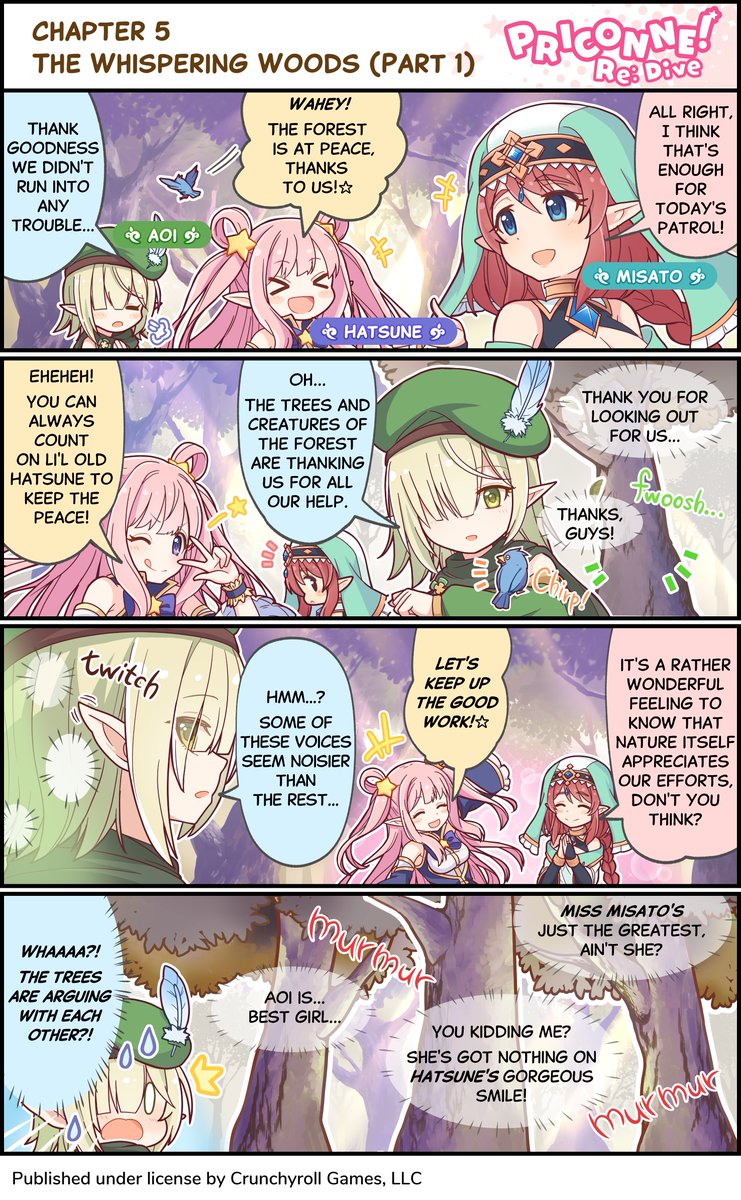 CHAPTER 5
THE WHISPERING WOODS (PART 1)
PRICONNE!
Re: Dive
ALL RIGHT,
I THINK
THAT'S
ENOUGH
FOR
TODAY'S
PATROL!
MISATO
WAHEY!
THE FOREST
IS AT PEACE,
THANKS
TO US!☆
HATSUNE
THANK
GOODNESS
WE DIDN'T
RUN INTO
ANY
TROUBLE...
AOI
THANK YOU FOR
LOOKING OUT
FOR US...
fwoosh...
THANKS,
GUYS!
Chirp!
OH...
THE TREES AND
CREATURES OF
THE FOREST
ARE THANKING
US FOR ALL
OUR HELP.
EHEHEH!
YOU CAN
ALWAYS
COUNT
ON LI'L OLD
HATSUNE TO
KEEP THE
PEACE!
IT'S A RATHER
WONDERFUL
FEELING TO
KNOW THAT
NATURE ITSELF
APPRECIATES
OUR EFFORTS,
DON'T YOU
THINK?
LET'S
KEEP UP
THE GOOD
WORK!☆
HMM...?
SOME OF
THESE VOICES
SEEM NOISIER
THAN
THE REST...
twitch
MISS MISATO'S
JUST THE GREATEST,
AIN'T SHE?
murmur
YOU KIDDING ME?
SHE'S GOT NOTHING ON
HATSUNE'S GORGEOUS
SMILE!
murmur
AOI IS...
BEST GIRL...
WHAAAA?!
THE TREES
ARE ARGUING
WITH EACH
OTHER?!
Published under license by Crunchyroll Games, LLC